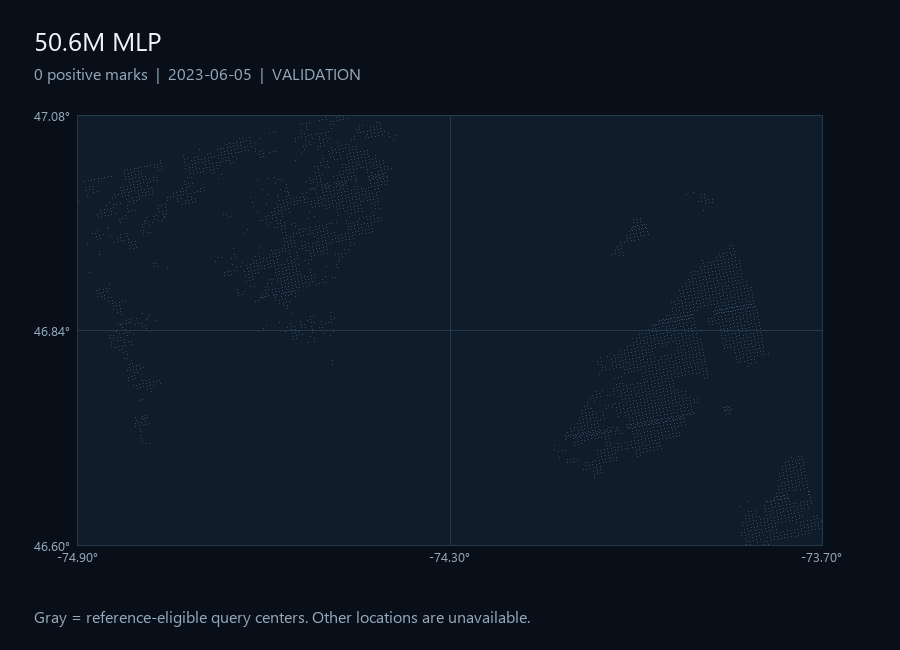 50.6M MLP
0 positive marks | 2023-06-05 | VALIDATION
47.08°
46.84°
46.60°
-74.90°
-74.30°
-73.70°
Gray = reference-eligible query centers. Other locations are unavailable.